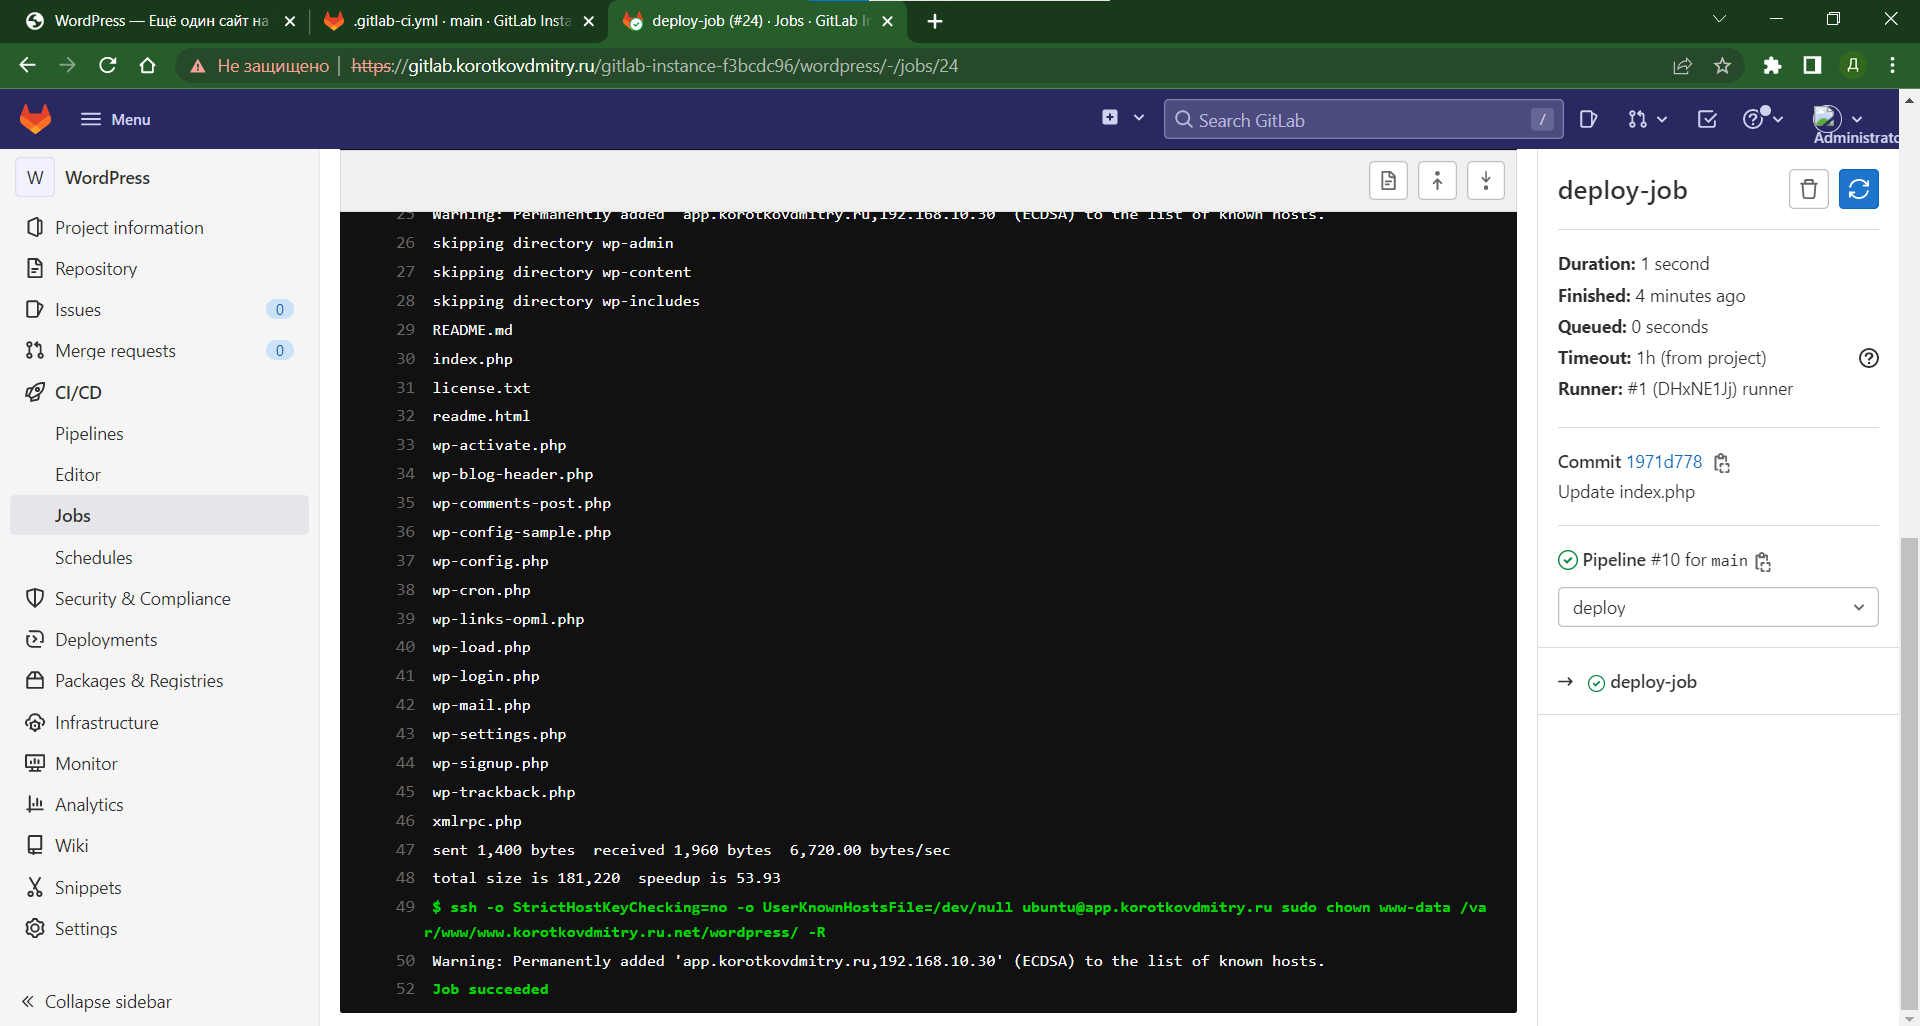 WordPress — Ещё один сайт на
.gitlab-ci.yml · main · GitLab Insta
deploy-job (#24) · Jobs · GitLab In
Не защищено
https://gitlab.korotkovdmitry.ru/gitlab-instance-f3bcdc96/wordpress/-/jobs/24
Д
Menu
Search GitLab
/
Administrato
W WordPress
Project information
Repository
Issues 0
Merge requests 0
CI/CD
Pipelines
Editor
Jobs
Schedules
Security & Compliance
Deployments
Packages & Registries
Infrastructure
Monitor
Analytics
Wiki
Snippets
Settings
Collapse sidebar
25 Warning: Permanently added 'app.korotkovdmitry.ru,192.168.10.30' (ECDSA) to the list of known hosts.
26 skipping directory wp-admin
27 skipping directory wp-content
28 skipping directory wp-includes
29 README.md
30 index.php
31 license.txt
32 readme.html
33 wp-activate.php
34 wp-blog-header.php
35 wp-comments-post.php
36 wp-config-sample.php
37 wp-config.php
38 wp-cron.php
39 wp-links-opml.php
40 wp-load.php
41 wp-login.php
42 wp-mail.php
43 wp-settings.php
44 wp-signup.php
45 wp-trackback.php
46 xmlrpc.php
47 sent 1,400 bytes  received 1,960 bytes  6,720.00 bytes/sec
48 total size is 181,220  speedup is 53.93
49 $ ssh -o StrictHostKeyChecking=no -o UserKnownHostsFile=/dev/null ubuntu@app.korotkovdmitry.ru sudo chown www-data /va
r/www/www.korotkovdmitry.ru.net/wordpress/ -R
50 Warning: Permanently added 'app.korotkovdmitry.ru,192.168.10.30' (ECDSA) to the list of known hosts.
52 Job succeeded
deploy-job
Duration: 1 second
Finished: 4 minutes ago
Queued: 0 seconds
Timeout: 1h (from project)
Runner: #1 (DHxNE1Jj) runner
Commit 1971d778
Update index.php
Pipeline #10 for main
deploy
→ deploy-job